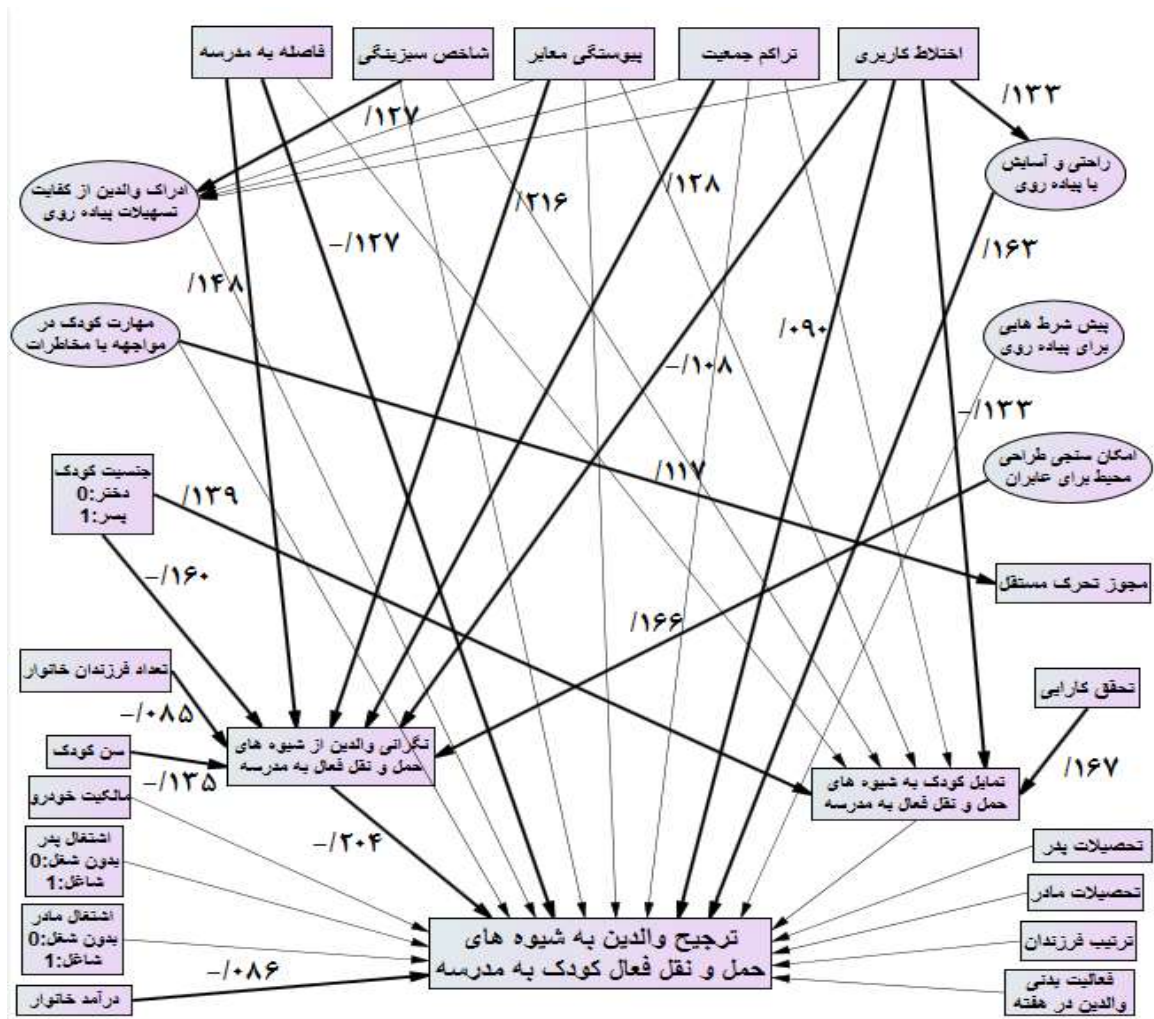 اختلاط کاربری
تراکم جمعیت
پیوستگی معابر
شاخص سبزینگی
فاصله به مدرسه
/۱۳۳
/۱۲۷
راحتی و آسایش
با پیاده روی
ادراک والدین از کفایت
تسهیلات پیاده روی
/۱۲۸
/۲۱۶
–/۱۲۷
/۱۶۳
/۱۴۸
پیش شرط هایی
برای پیاده روی
مهارت کودک در
مواجهه با مخاطرات
/۰۹۰
–/۱۰۸
–/۱۳۳
امکان سنجی طراحی
محیط برای عابران
/۱۱۷
جنسیت کودک
دختر:0
پسر:1
/۱۳۹
–/۱۶۰
مجوز تحرک مستقل
/۱۶۶
تعداد فرزندان خانوار
تحقق کارایی
–/۰۸۵
سن کودک
نگرانی والدین از شیوه های
حمل و نقل فعال به مدرسه
/۱۶۷
–/۱۳۵
تمایل کودک به شیوه های
حمل و نقل فعال به مدرسه
مالکیت خودرو
–/۲۰۴
اشتغال پدر
بدون شغل:0
شاغل:1
تحصیلات پدر
تحصیلات مادر
اشتغال مادر
بدون شغل:0
شاغل:1
ترجیح والدین به شیوه های
حمل و نقل فعال کودک به مدرسه
ترتیب فرزندان
–/۰۸۶
درآمد خانوار
فعالیت بدنی
والدین در هفته